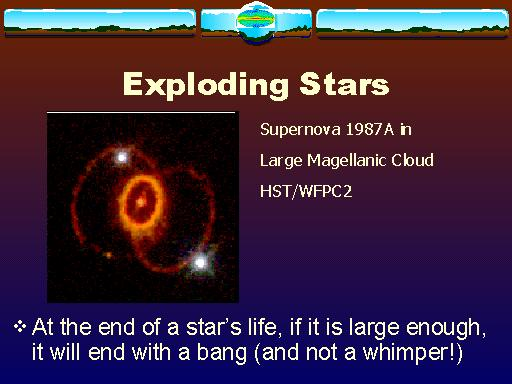 Exploding Stars
Supernova 1987A in
Large Magellanic Cloud
HST/WFPC2
At the end of a star's life, if it is large enough,
it will end with a bang (and not a whimper!)